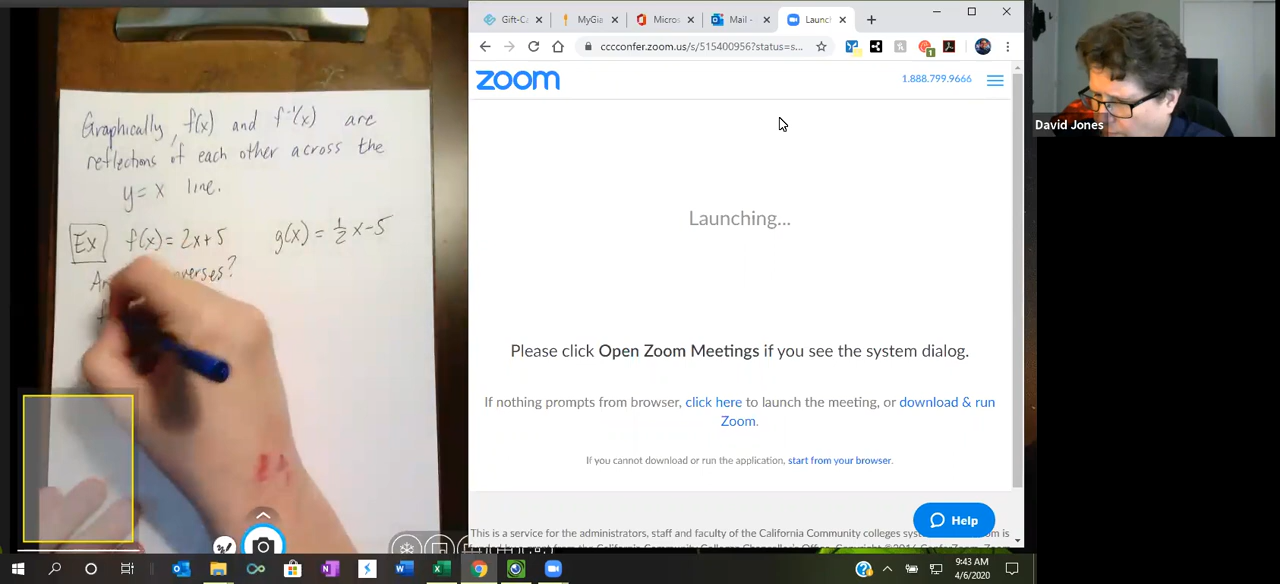 Graphically, f(x) and f⁻¹(x) are
reflections of each other across the
y = x line.
Ex f(x) = 2x+5 g(x) = ½x-5
verses?
Gift-C
MyGia
Micros
Mail -
Launch
cccconfer.zoom.us/s/515400956?status=s...
1
zoom
1.888.799.9666
Launching...
Please click Open Zoom Meetings if you see the system dialog.
If nothing prompts from browser, click here to launch the meeting, or download & run
Zoom.
If you cannot download or run the application, start from your browser.
Help
This is a service for the administrators, staff and faculty of the California Community colleges system
David Jones
9:43 AM
4/6/2020